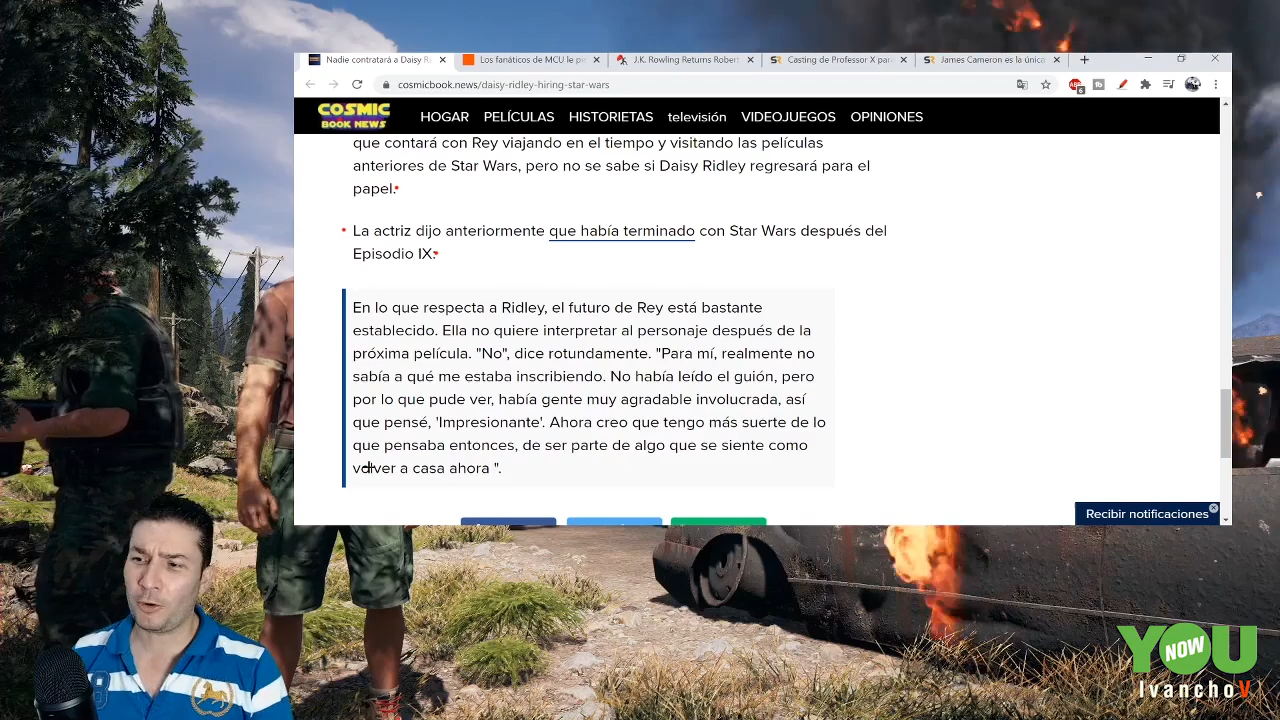 Nadie contratará a Daisy Ri
Los fanáticos de MCU le pi
J.K. Rowling Returns Robert
Casting de Professor X par
James Cameron es la única
cosmicbook.news/daisy-ridley-hiring-star-wars
COSMIC
BOOK NEWS
HOGAR PELÍCULAS HISTORIETAS televisión VIDEOJUEGOS OPINIONES
que contará con Rey viajando en el tiempo y visitando las películas
anteriores de Star Wars, pero no se sabe si Daisy Ridley regresará para el
papel.
La actriz dijo anteriormente que había terminado con Star Wars después del
Episodio IX.
En lo que respecta a Ridley, el futuro de Rey está bastante
establecido. Ella no quiere interpretar al personaje después de la
próxima película. "No", dice rotundamente. "Para mí, realmente no
sabía a qué me estaba inscribiendo. No había leído el guión, pero
por lo que pude ver, había gente muy agradable involucrada, así
que pensé, 'Impresionante'. Ahora creo que tengo más suerte de lo
que pensaba entonces, de ser parte de algo que se siente como
volver a casa ahora ".
Recibir notificaciones
YOU
NOW
IvanchoV